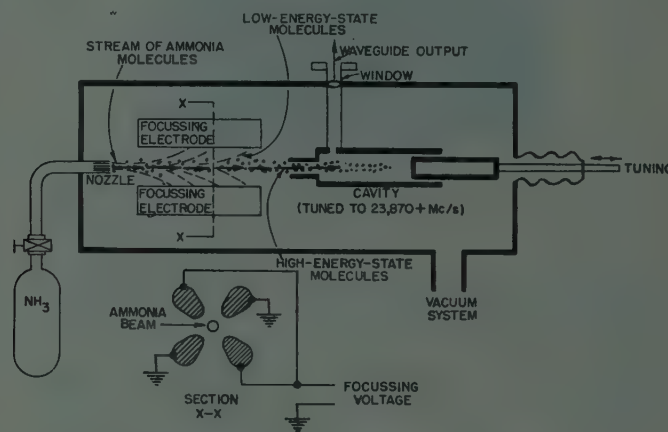 LOW-ENERGY-STATE
MOLECULES
STREAM OF AMMONIA
MOLECULES
WAVEGUIDE OUTPUT
WINDOW
X
FOCUSSING
ELECTRODE
NOZZLE
TUNING
FOCUSSING
ELECTRODE
CAVITY
(TUNED TO 23,870+ Mc/s)
X
HIGH-ENERGY-STATE
MOLECULES
NH3
VACUUM
SYSTEM
AMMONIA
BEAM
SECTION
X-X
FOCUSSING
VOLTAGE